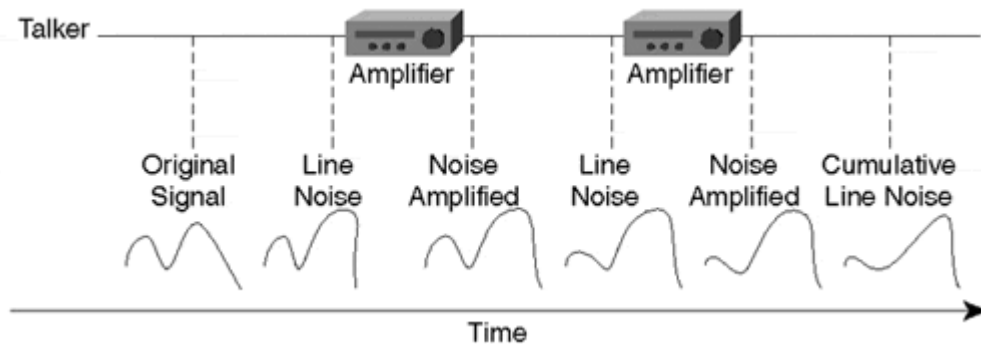 Talker
Amplifier
Amplifier
Original
Signal
Line
Noise
Noise
Amplified
Line
Noise
Noise
Amplified
Cumulative
Line Noise
Time